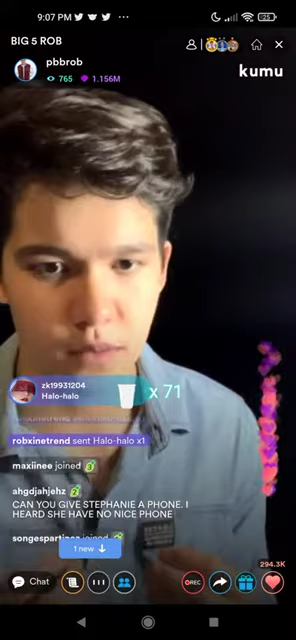 9:07 PM
25
BIG 5 ROB
pbbrob
765 1.156M
kumu
zk19931204
Halo-halo
x 71
robxinetrend sent Halo-halo x1
maxiinee joined
ahgdjahjehz
CAN YOU GIVE STEPHANIE A PHONE. I
HEARD SHE HAVE NO NICE PHONE
joined
1 new
294.3K
Chat
REC